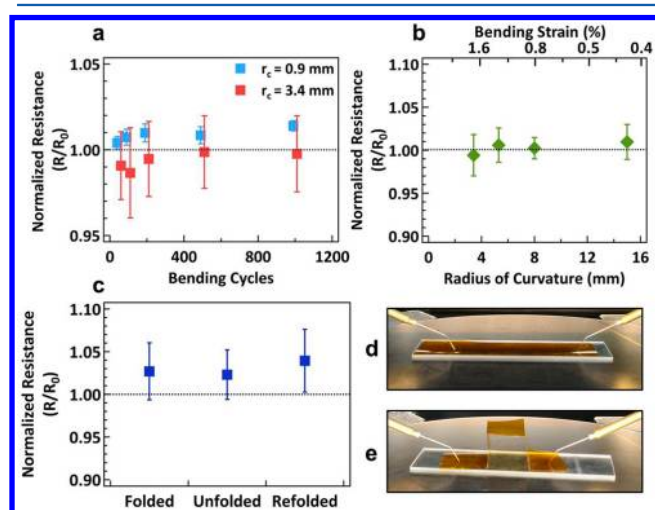 a
Normalized Resistance
(R/R₀)
1.05
1.00
0.95
r꜀ = 0.9 mm
r꜀ = 3.4 mm
0 400 800 1200
Bending Cycles
b
Bending Strain (%)
1.6 0.8 0.5 0.4
Normalized Resistance
(R/R₀)
1.10
1.05
1.00
0.95
0.90
0 4 8 12 16
Radius of Curvature (mm)
c
Normalized Resistance
(R/R₀)
1.10
1.05
1.00
0.95
0.90
Folded Unfolded Refolded
d
e